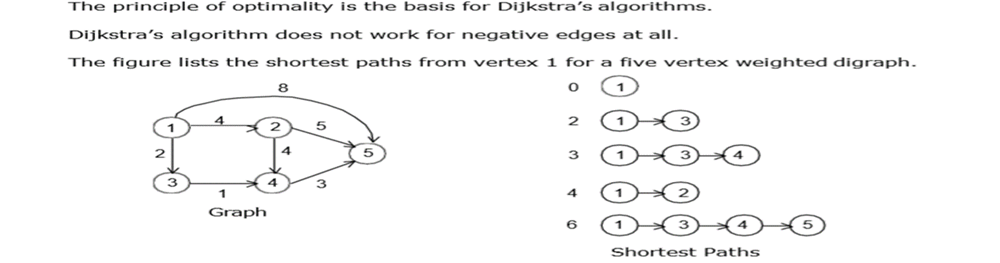 The principle of optimality is the basis for Dijkstra's algorithms.
Dijkstra's algorithm does not work for negative edges at all.
The figure lists the shortest paths from vertex 1 for a five vertex weighted digraph.
8
0 1
1 4 2 5
2 1 3
2 4 5
3 1 3 4
3 1 4 3
4 1 2
Graph
6 1 3 4 5
Shortest Paths